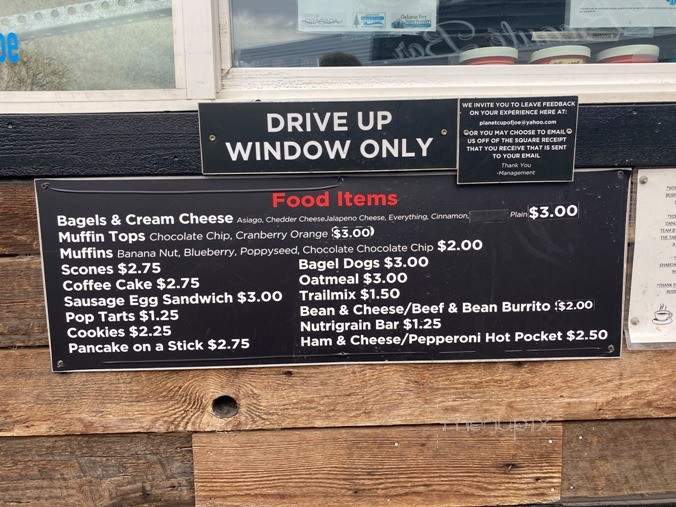 DRIVE UP
WINDOW ONLY
WE INVITE YOU TO LEAVE FEEDBACK
ON YOUR EXPERIENCE HERE AT:
planetcupofjoe@yahoo.com
OR YOU MAY CHOOSE TO EMAIL
US OFF OF THE SQUARE RECEIPT
THAT YOU RECEIVE THAT IS SENT
TO YOUR EMAIL
Thank You
-Management
Food Items
Bagels & Cream Cheese Asiago, Chedder CheeseJalapeno Cheese, Everything, Cinnamon, Plain $3.00
Muffin Tops Chocolate Chip, Cranberry Orange $3.00
Muffins Banana Nut, Blueberry, Poppyseed, Chocolate Chocolate Chip $2.00
Scones $2.75
Coffee Cake $2.75
Sausage Egg Sandwich $3.00
Pop Tarts $1.25
Cookies $2.25
Pancake on a Stick $2.75
Bagel Dogs $3.00
Oatmeal $3.00
Trailmix $1.50
Bean & Cheese/Beef & Bean Burrito $2.00
Nutrigrain Bar $1.25
Ham & Cheese/Pepperoni Hot Pocket $2.50
menupix